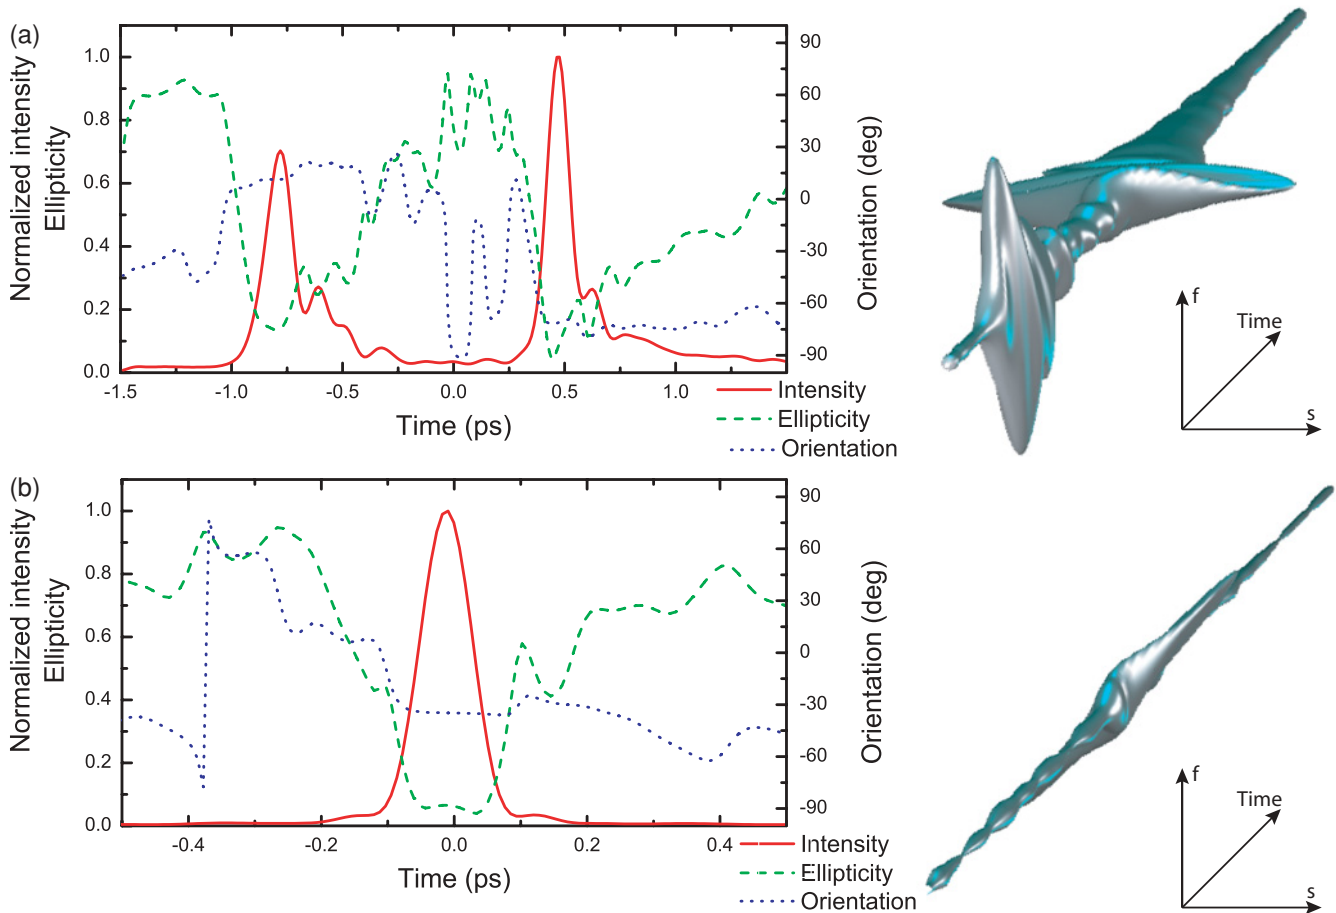 (a)
Normalized intensity
Ellipticity
1.0
0.8
0.6
0.4
0.2
0.0
-1.5
-1.0
-0.5
0.0
0.5
1.0
Time (ps)
90
60
30
0
-30
-60
-90
Orientation (deg)
Intensity
Ellipticity
Orientation
f
Time
s
(b)
Normalized intensity
Ellipticity
1.0
0.8
0.6
0.4
0.2
0.0
-0.4
-0.2
0.0
0.2
0.4
Time (ps)
90
60
30
0
-30
-60
-90
Orientation (deg)
Intensity
Ellipticity
Orientation
f
Time
s